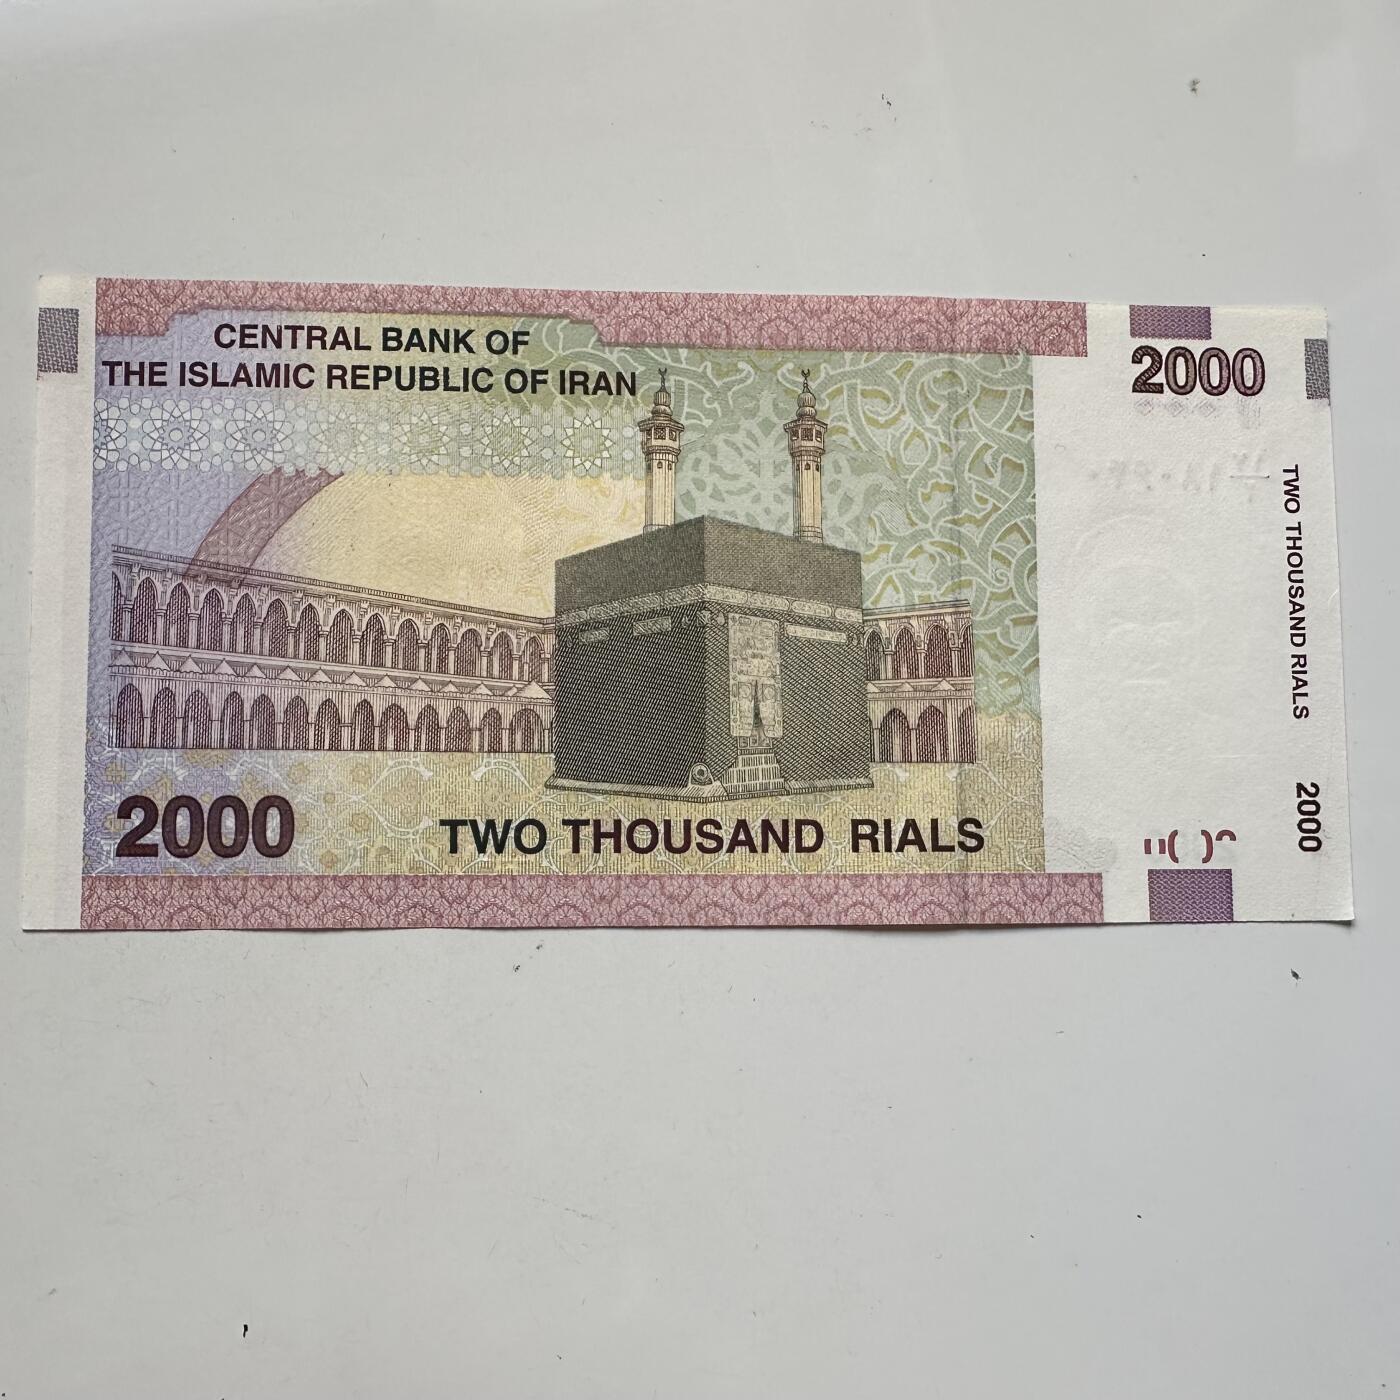 CENTRAL BANK OF
THE ISLAMIC REPUBLIC OF IRAN
2000
TWO THOUSAND RIALS
2000
TWO THOUSAND RIALS
2000